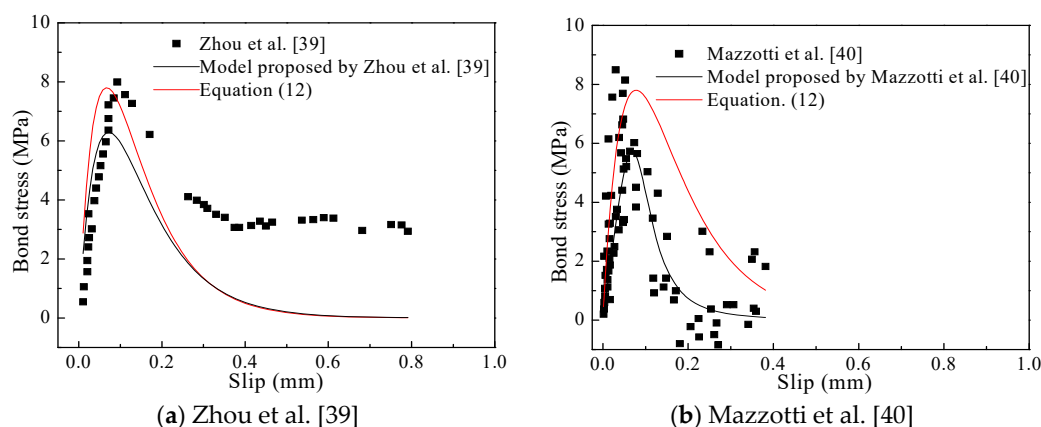 10
8
6
4
2
0
Bond stress (MPa)
Zhou et al. [39]
Model proposed by Zhou et al. [39]
Equation (12)
0.0 0.2 0.4 0.6 0.8 1.0
Slip (mm)
(a) Zhou et al. [39]
10
8
6
4
2
0
Bond stress (MPa)
Mazzotti et al. [40]
Model proposed by Mazzotti et al. [40]
Equation. (12)
0.0 0.2 0.4 0.6 0.8 1.0
Slip (mm)
(b) Mazzotti et al. [40]